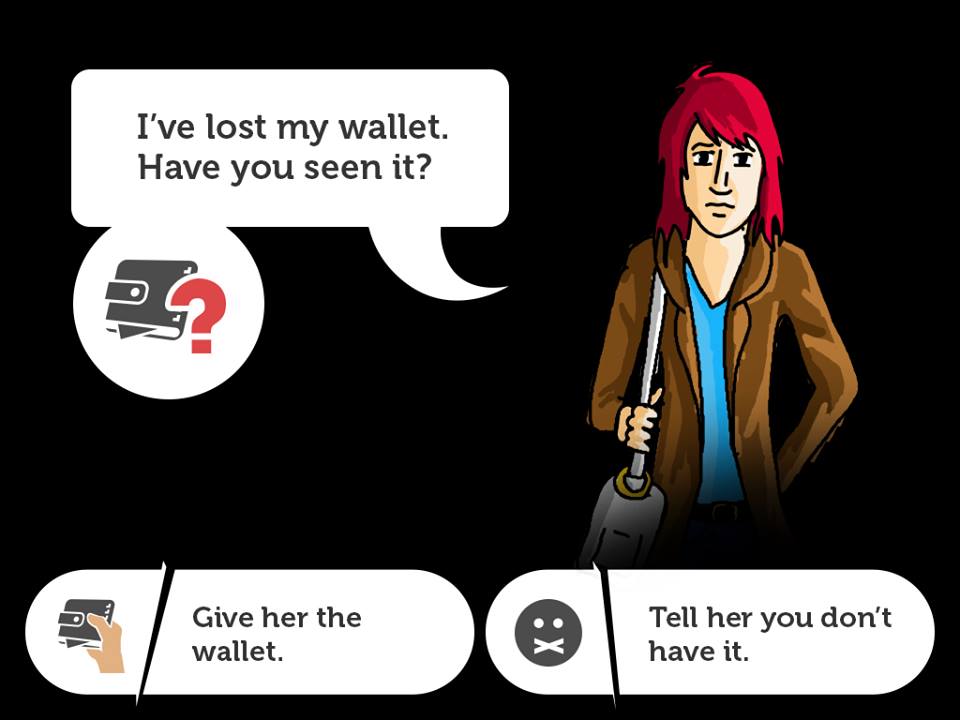 I’ve lost my wallet.
Have you seen it?
?
Give her the
wallet.
Tell her you don’t
have it.